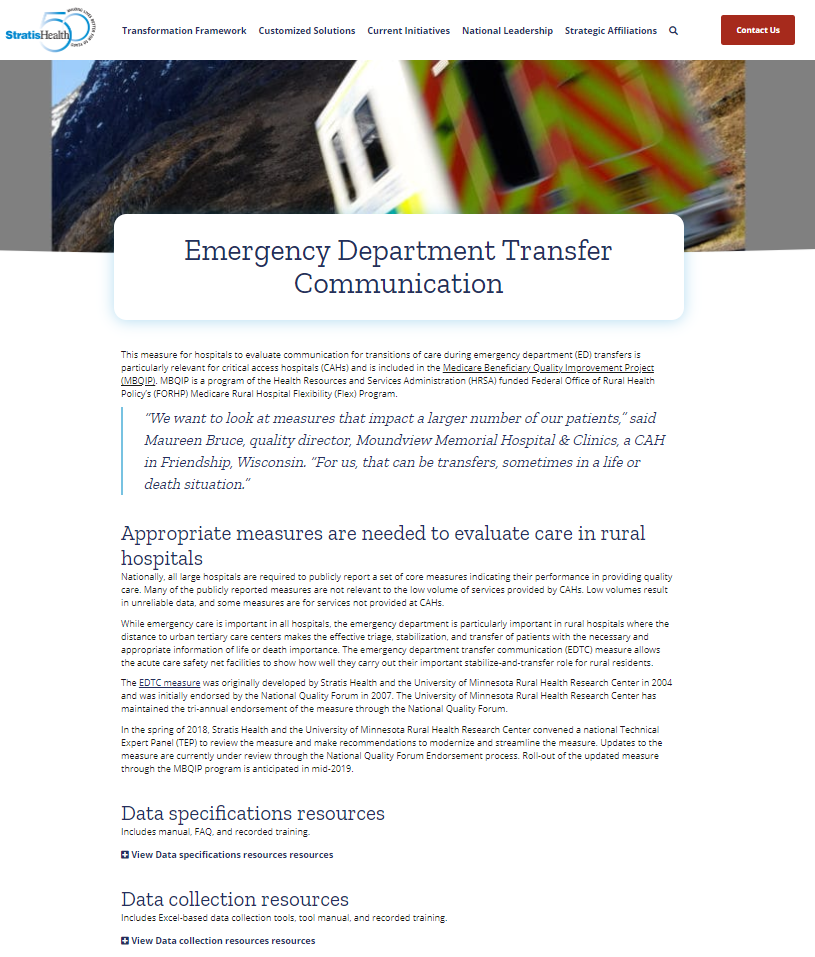 StratisHealth
50
Transformation Framework Customized Solutions Current Initiatives National Leadership Strategic Affiliations
Contact Us
Emergency Department Transfer
Communication
This measure for hospitals to evaluate communication for transitions of care during emergency department (ED) transfers is
particularly relevant for critical access hospitals (CAHs) and is included in the Medicare Beneficiary Quality Improvement Project
(MBQIP). MBQIP is a program of the Health Resources and Services Administration (HRSA) funded Federal Office of Rural Health
Policy's (FORHP) Medicare Rural Hospital Flexibility (Flex) Program.
“We want to look at measures that impact a larger number of our patients,” said
Maureen Bruce, quality director, Moundview Memorial Hospital & Clinics, a CAH
in Friendship, Wisconsin. “For us, that can be transfers, sometimes in a life or
death situation.”
Appropriate measures are needed to evaluate care in rural
hospitals
Nationally, all large hospitals are required to publicly report a set of core measures indicating their performance in providing quality
care. Many of the publicly reported measures are not relevant to the low volume of services provided by CAHs. Low volumes result
in unreliable data, and some measures are for services not provided at CAHs.
While emergency care is important in all hospitals, the emergency department is particularly important in rural hospitals where the
distance to urban tertiary care centers makes the effective triage, stabilization, and transfer of patients with the necessary and
appropriate information of life or death importance. The emergency department transfer communication (EDTC) measure allows
the acute care safety net facilities to show how well they carry out their important stabilize-and-transfer role for rural residents.
The EDTC measure was originally developed by Stratis Health and the University of Minnesota Rural Health Research Center in 2004
and was initially endorsed by the National Quality Forum in 2007. The University of Minnesota Rural Health Research Center has
maintained the tri-annual endorsement of the measure through the National Quality Forum.
In the spring of 2018, Stratis Health and the University of Minnesota Rural Health Research Center convened a national Technical
Expert Panel (TEP) to review the measure and make recommendations to modernize and streamline the measure. Updates to the
measure are currently under review through the National Quality Forum Endorsement process. Roll-out of the updated measure
through the MBQIP program is anticipated in mid-2019.
Data specifications resources
Includes manual, FAQ, and recorded training.
View Data specifications resources resources
Data collection resources
Includes Excel-based data collection tools, tool manual, and recorded training.
View Data collection resources resources